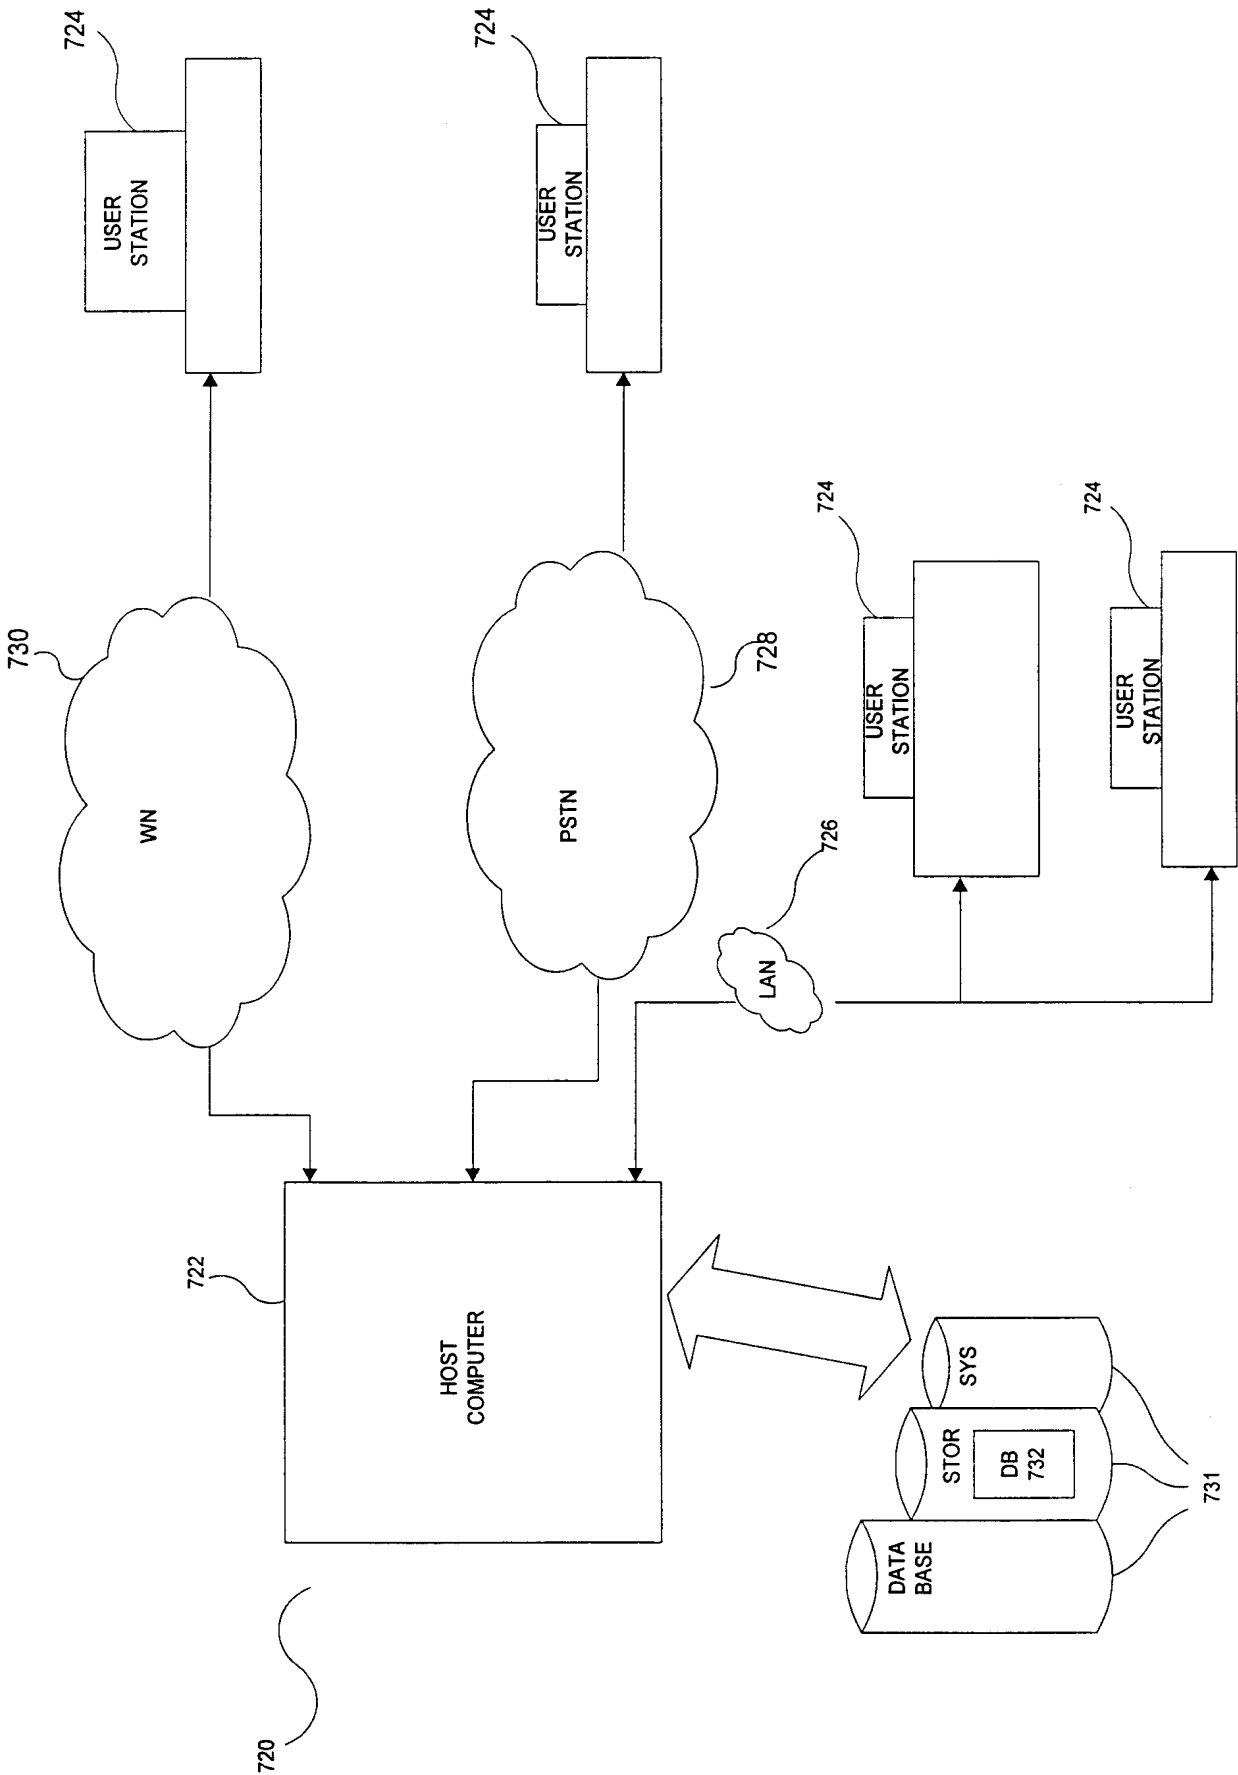 720
722
HOST
COMPUTER
DATA
BASE
STOR
DB
732
SYS
731
730
WN
728
PSTN
726
LAN
724
USER
STATION
724
USER
STATION
724
USER
STATION
724
USER
STATION